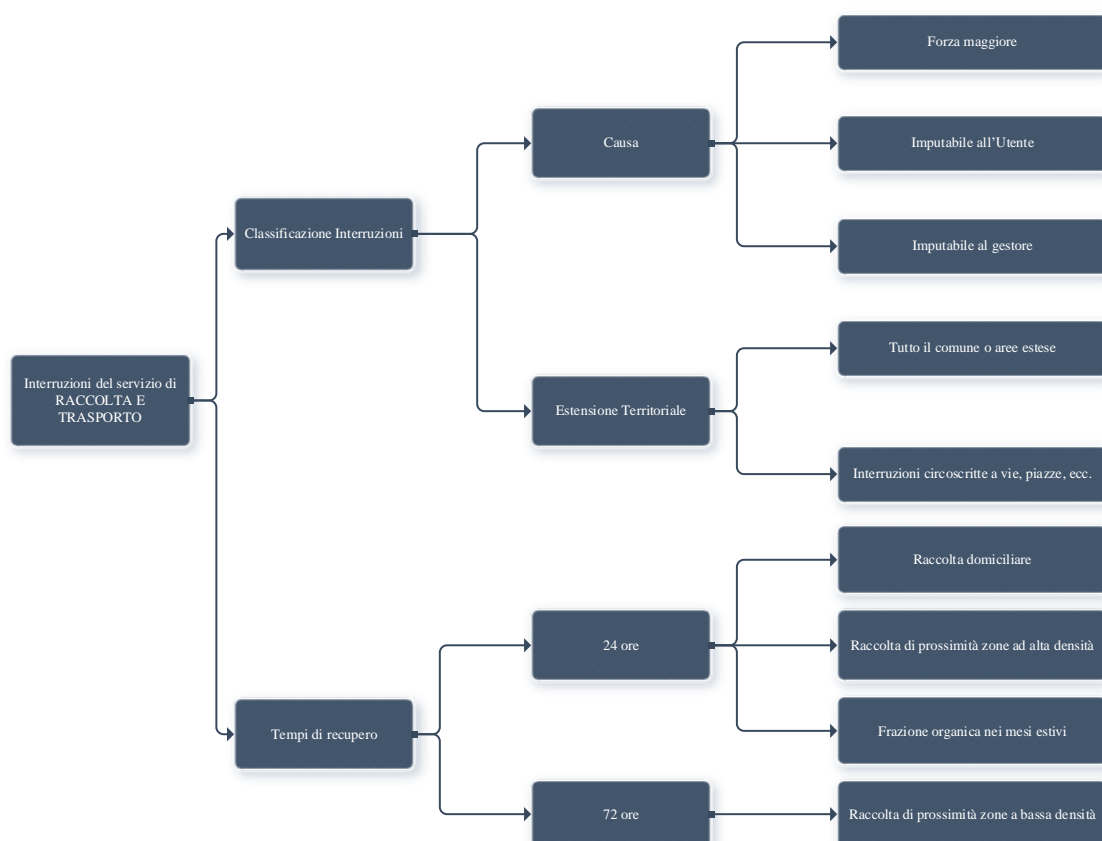 Forza maggiore
Causa
Imputabile all’Utente
Classificazione Interruzioni
Imputabile al gestore
Tutto il comune o aree estese
Interruzioni del servizio di
RACCOLTA E
TRASPORTO
Estensione Territoriale
Interruzioni circoscritte a vie, piazze, ecc.
Raccolta domiciliare
24 ore
Raccolta di prossimità zone ad alta densità
Tempi di recupero
Frazione organica nei mesi estivi
72 ore
Raccolta di prossimità zone a bassa densità